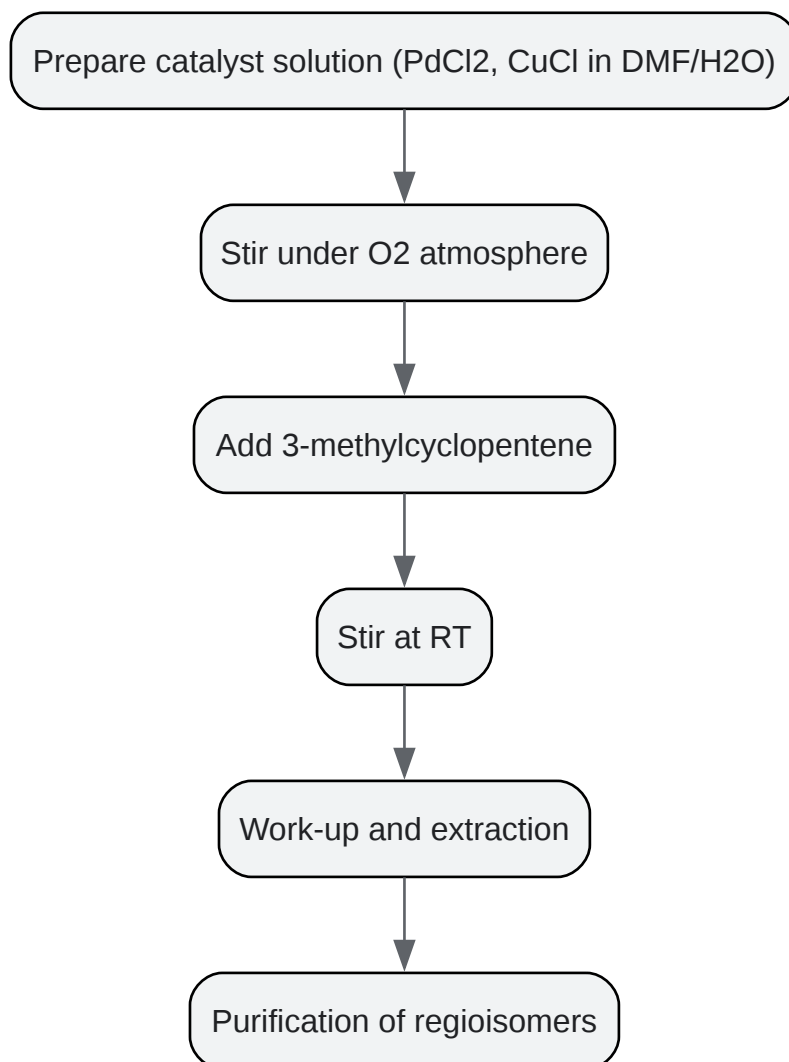 Prepare catalyst solution (PdCl2, CuCl in DMF/H2O)
Stir under O2 atmosphere
Add 3-methylcyclopentene
Stir at RT
Work-up and extraction
Purification of regioisomers